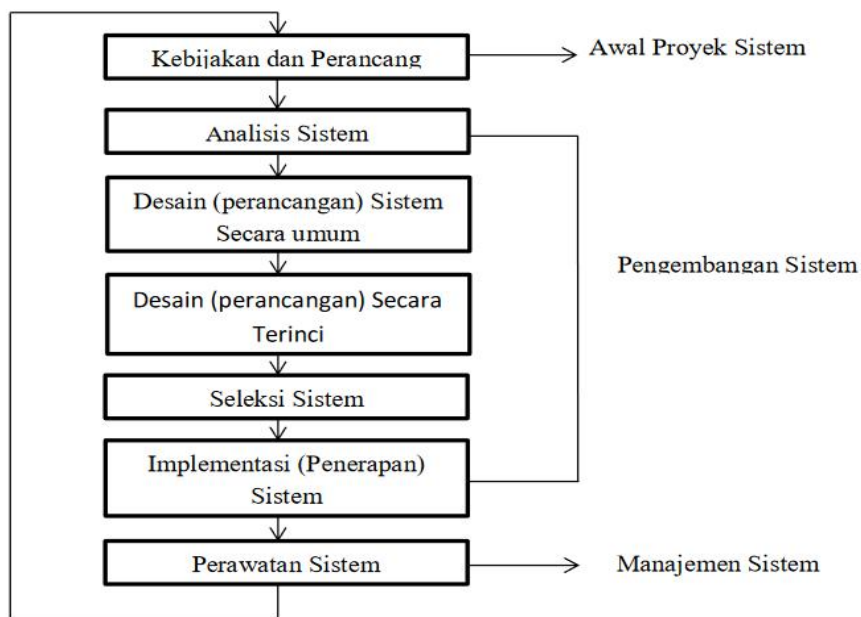 Kebijakan dan Perancang
Awal Proyek Sistem
Analisis Sistem
Desain (perancangan) Sistem
Secara umum
Pengembangan Sistem
Desain (perancangan) Secara
Terinci
Seleksi Sistem
Implementasi (Penerapan)
Sistem
Perawatan Sistem
Manajemen Sistem